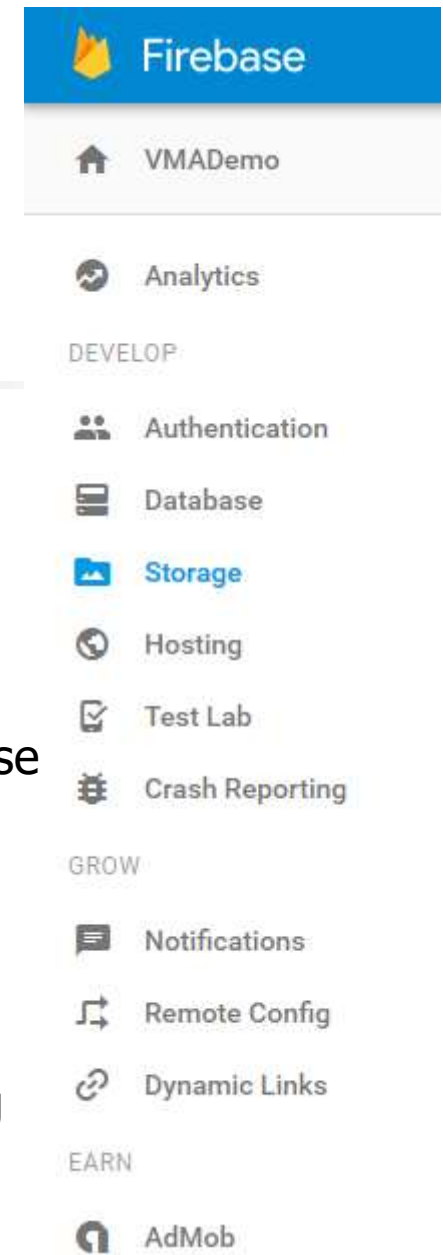 Firebase
VMADemo
Analytics
DEVELOP
Authentication
Database
Storage
Hosting
Test Lab
se
Crash Reporting
GROW
Notifications
Remote Config
Dynamic Links
EARN
AdMob